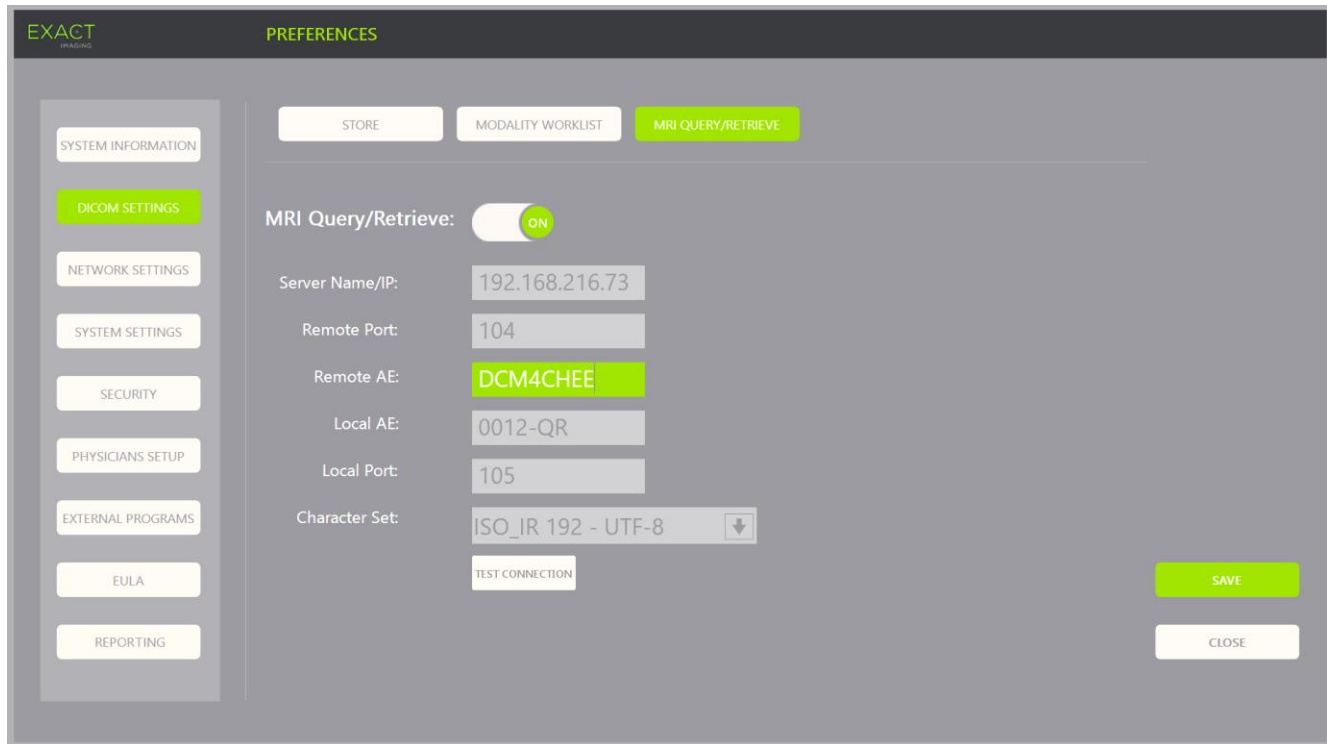 EXACT
IMAGING
PREFERENCES
SYSTEM INFORMATION
DICOM SETTINGS
NETWORK SETTINGS
SYSTEM SETTINGS
SECURITY
PHYSICIANS SETUP
EXTERNAL PROGRAMS
EULA
REPORTING
STORE
MODALITY WORKLIST
MRI QUERY/RETRIEVE
MRI Query/Retrieve: ON
Server Name/IP: 192.168.216.73
Remote Port: 104
Remote AE: DCM4CHEE
Local AE: 0012-QR
Local Port: 105
Character Set: ISO_IR 192 - UTF-8
TEST CONNECTION
SAVE
CLOSE